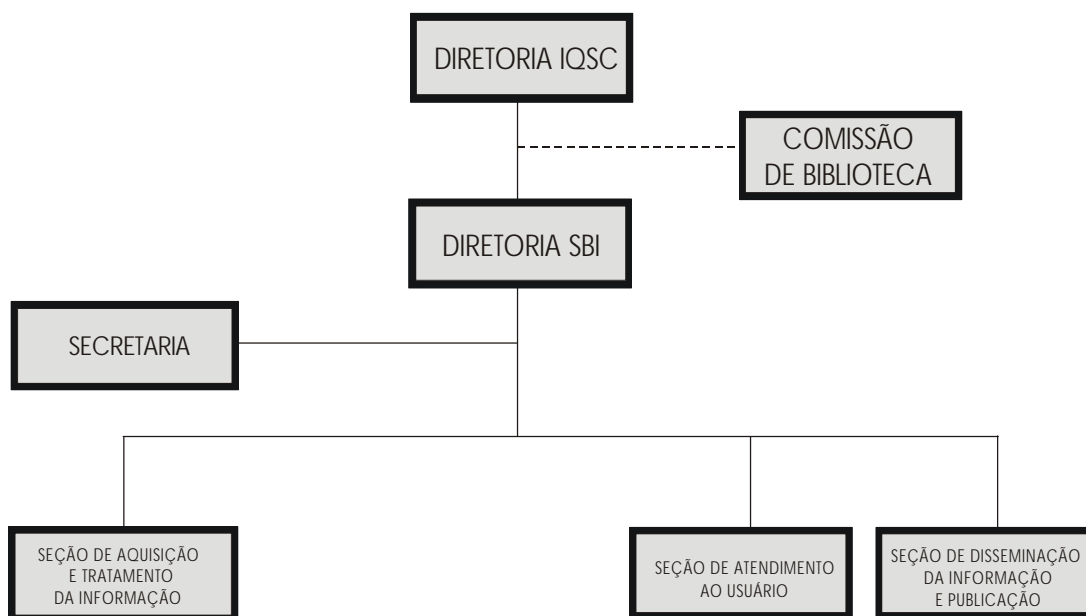 DIRETORIA IQSC
COMISSÃO
DE BIBLIOTECA
DIRETORIA SBI
SECRETARIA
SEÇÃO DE AQUISIÇÃO
E TRATAMENTO
DA INFORMAÇÃO
SEÇÃO DE ATENDIMENTO
AO USUÁRIO
SEÇÃO DE DISSEMINAÇÃO
DA INFORMAÇÃO
E PUBLICAÇÃO